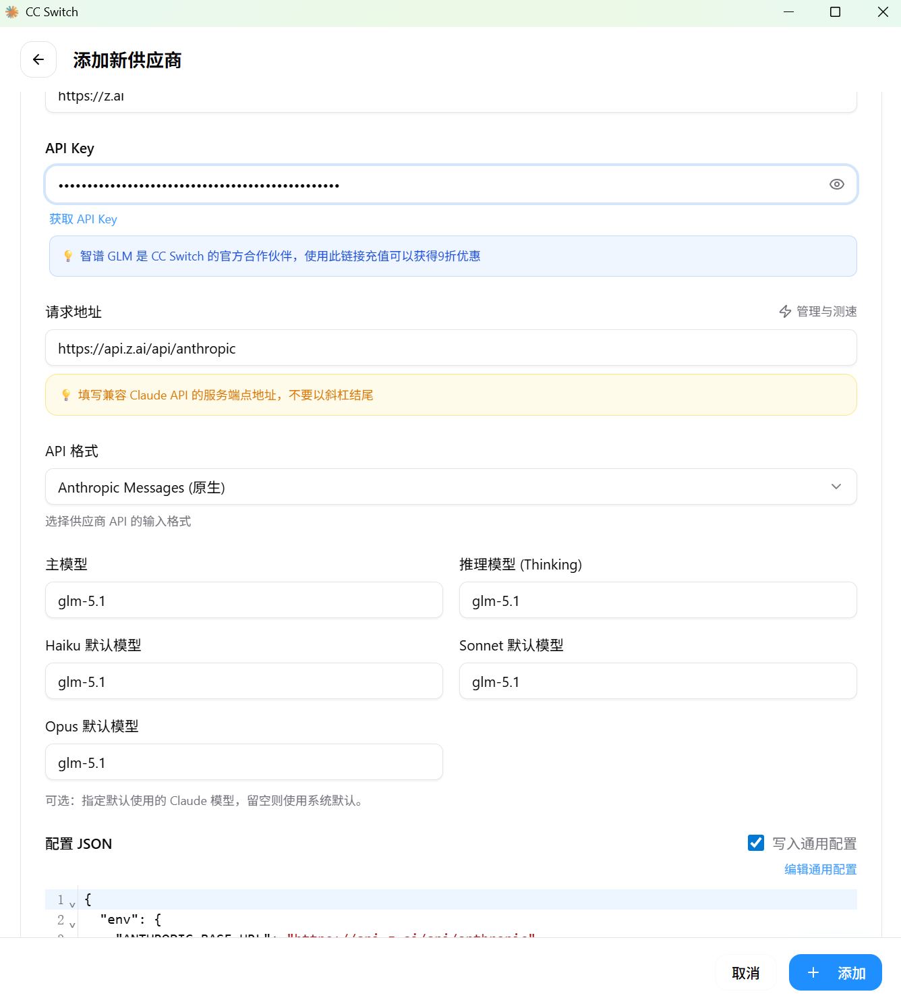 CC Switch
添加新供应商
https://z.ai
API Key
••••••••••••••••••••••••••••••••••••••••••••••••••
获取 API Key
💡 智谱 GLM 是 CC Switch 的官方合作伙伴，使用此链接充值可以获得9折优惠
请求地址 管理与测速
https://api.z.ai/api/anthropic
💡 填写兼容 Claude API 的服务端点地址，不要以斜杠结尾
API 格式
Anthropic Messages (原生)
选择供应商 API 的输入格式
主模型 推理模型 (Thinking)
glm-5.1 glm-5.1
Haiku 默认模型 Sonnet 默认模型
glm-5.1 glm-5.1
Opus 默认模型
glm-5.1
可选：指定默认使用的 Claude 模型，留空则使用系统默认。
配置 JSON 写入通用配置
编辑通用配置
1 {
2 "env": {
"ANTHROPIC_BASE_URL": "https://api.z.ai/api/anthropic"
取消 + 添加